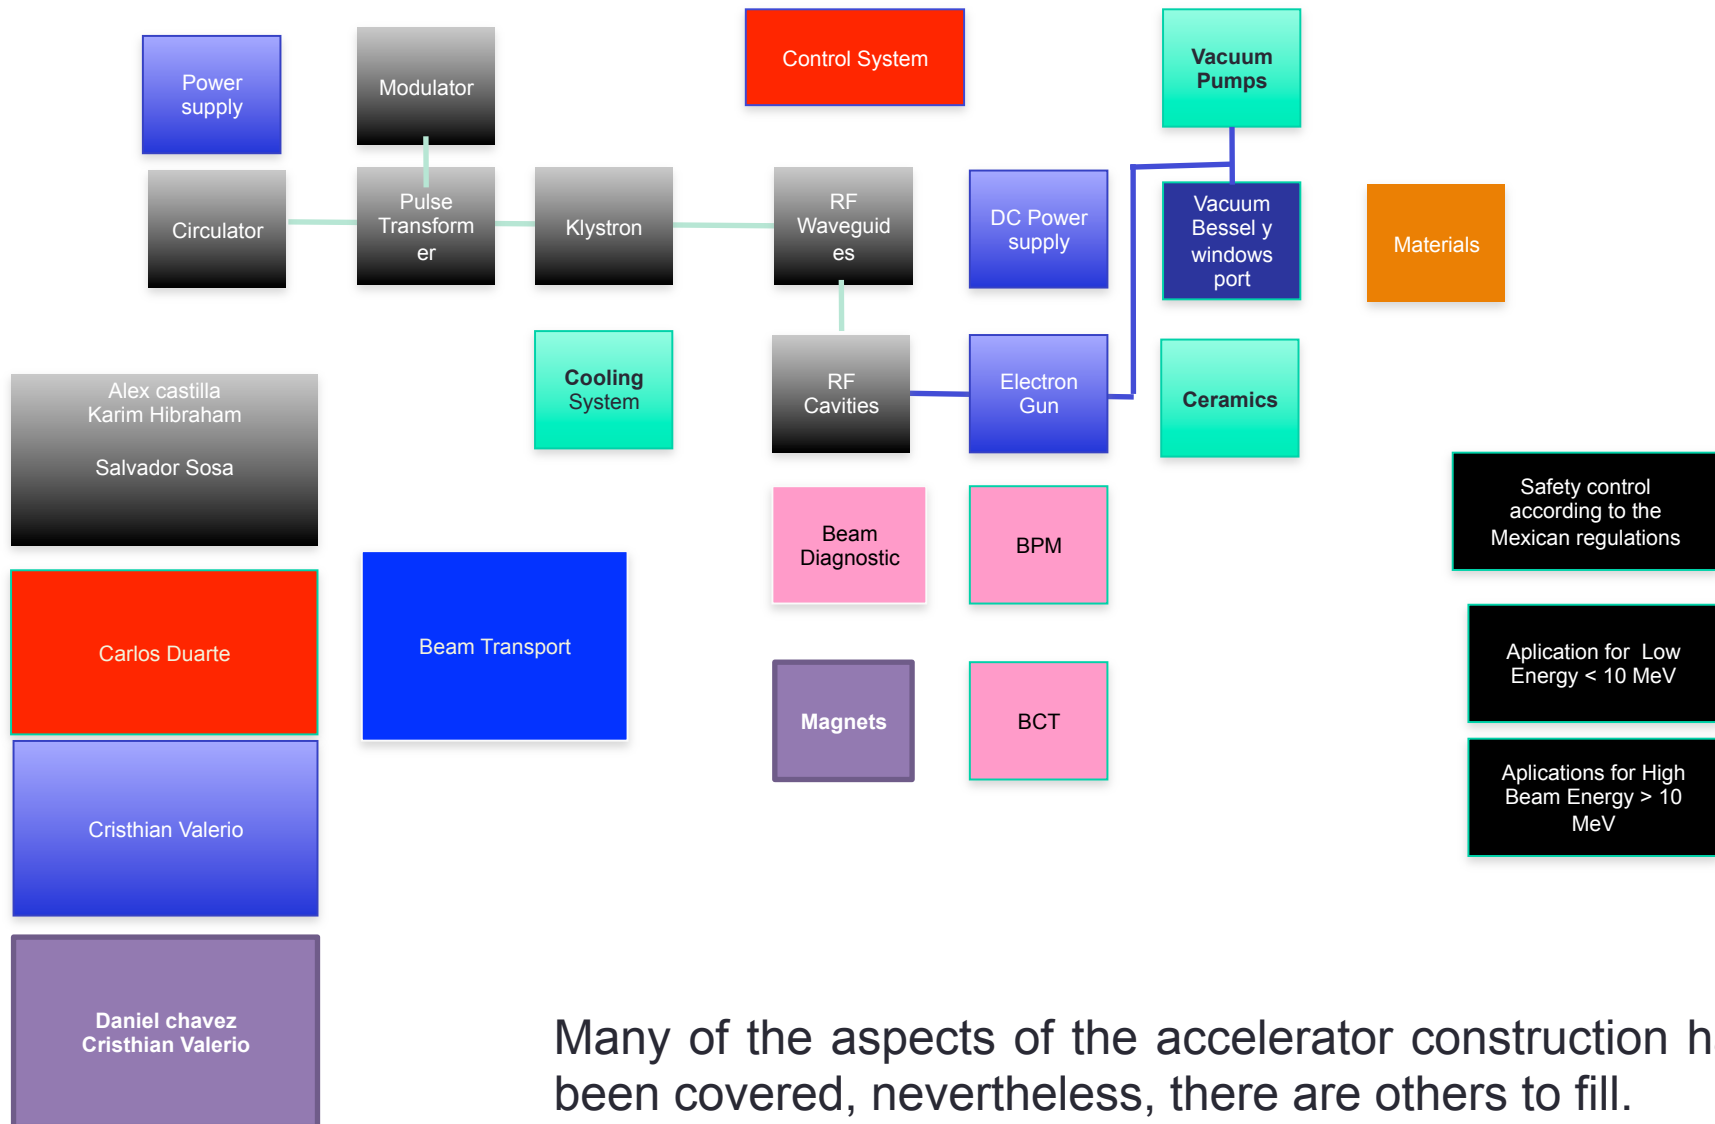 Power
supply
Modulator
Control System
Vacuum
Pumps
Circulator
Pulse
Transform
er
Klystron
RF
Waveguid
es
DC Power
supply
Vacuum
Bessel y
windows
port
Materials
Cooling
System
RF
Cavities
Electron
Gun
Ceramics
Alex castilla
Karim Hibraham
Salvador Sosa
Beam
Diagnostic
BPM
Safety control
according to the
Mexican regulations
Carlos Duarte
Beam Transport
Magnets
BCT
Aplication for Low
Energy < 10 MeV
Cristhian Valerio
Aplications for High
Beam Energy > 10
MeV
Daniel chavez
Cristhian Valerio
Many of the aspects of the accelerator construction
been covered, nevertheless, there are others to fill.